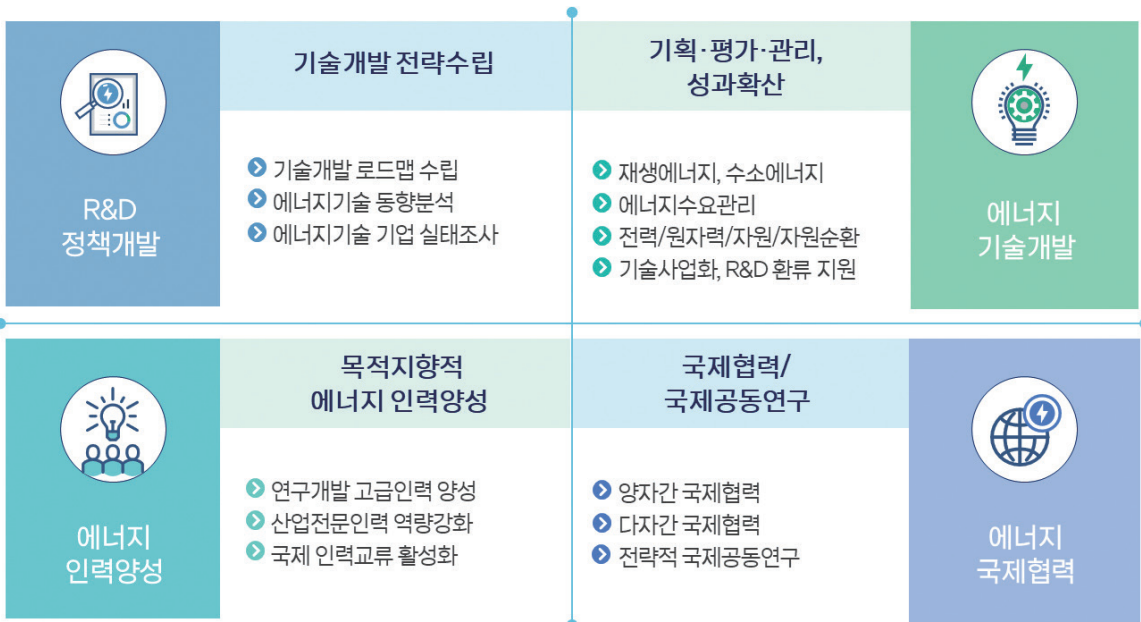 R&D
정책개발
기술개발 전략수립
기술개발 로드맵 수립
에너지기술 동향분석
에너지기술 기업 실태조사
기획·평가·관리,
성과확산
재생에너지, 수소에너지
에너지수요관리
전력/원자력/자원/자원순환
기술사업화, R&D 환류 지원
에너지
기술개발
에너지
인력양성
목적지향적
에너지 인력양성
연구개발 고급인력 양성
산업전문인력 역량강화
국제 인력교류 활성화
국제협력/
국제공동연구
양자간 국제협력
다자간 국제협력
전략적 국제공동연구
에너지
국제협력